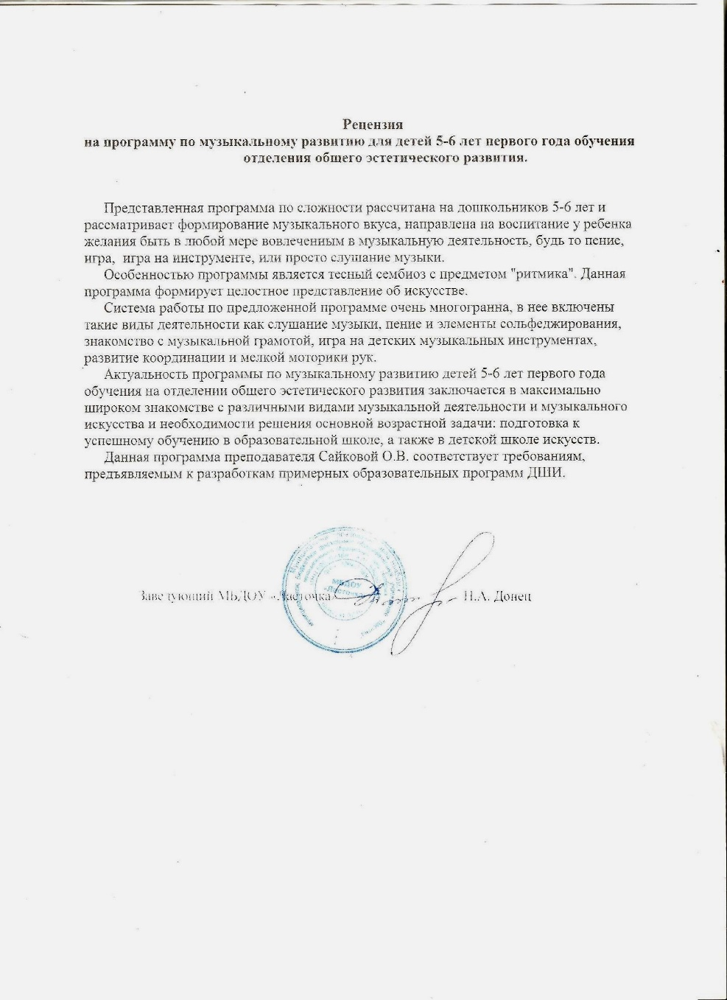 Рецензия
на программу по музыкальному развитию для детей 5-6 лет первого года обучения
отделения общего эстетического развития.
Представленная программа по сложности рассчитана на дошкольников 5-6 лет и
рассматривает формирование музыкального вкуса, направлена на воспитание у ребенка
желания быть в любой мере вовлеченным в музыкальную деятельность, будь то пение,
игра,  игра на инструменте, или просто слушание музыки.
Особенностью программы является тесный сембиоз с предметом "ритмика". Данная
программа формирует целостное представление об искусстве.
Система работы по предложенной программе очень многогранна, в нее включены
такие виды деятельности как слушание музыки, пение и элементы сольфеджирования,
знакомство с музыкальной грамотой, игра на детских музыкальных инструментах,
развитие координации и мелкой моторики рук.
Актуальность программы по музыкальному развитию детей 5-6 лет первого года
обучения на отделении общего эстетического развития заключается в максимально
широком знакомстве с различными видами музыкальной деятельности и музыкального
искусства и необходимости решения основной возрастной задачи: подготовка к
успешному обучению в образовательной школе, а также в детской школе искусств.
Данная программа преподавателя Сайковой О.В. соответствует требованиям,
предъявляемым к разработкам примерных образовательных программ ДШИ.
МБДОУ
«Ласточка»
Заведующий МБДОУ «Ласточка» Н.А. Донец